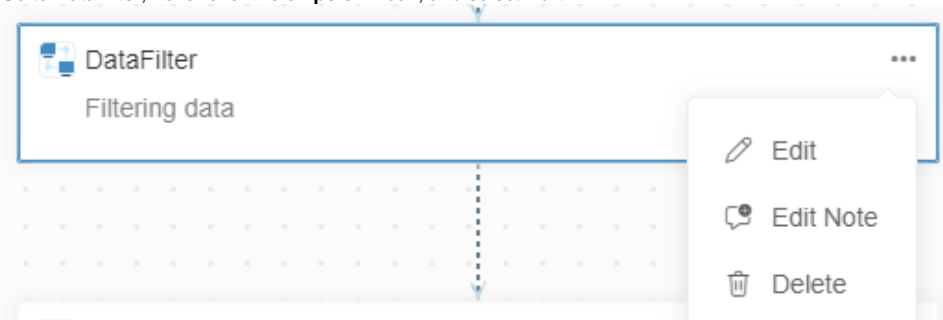 DataFilter
Filtering data
Edit
Edit Note
Delete